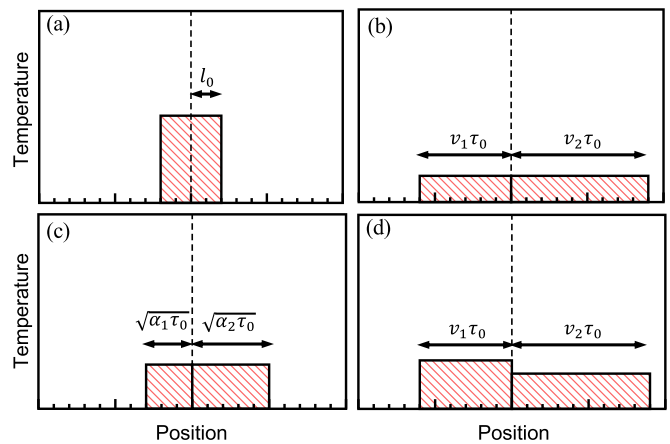 (a)
l₀
Temperature
(b)
v₁τ₀
v₂τ₀
(c)
√α₁τ₀
√α₂τ₀
Temperature
Position
(d)
v₁τ₀
v₂τ₀
Position